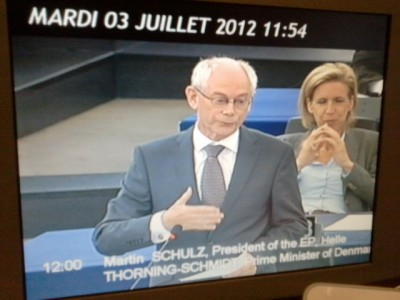 MARDI 03 JUILLET 2012 11:54
12:00 Martin SCHULZ, President of the EP, Helle
THORNING-SCHMIDT, Prime Minister of Denmark